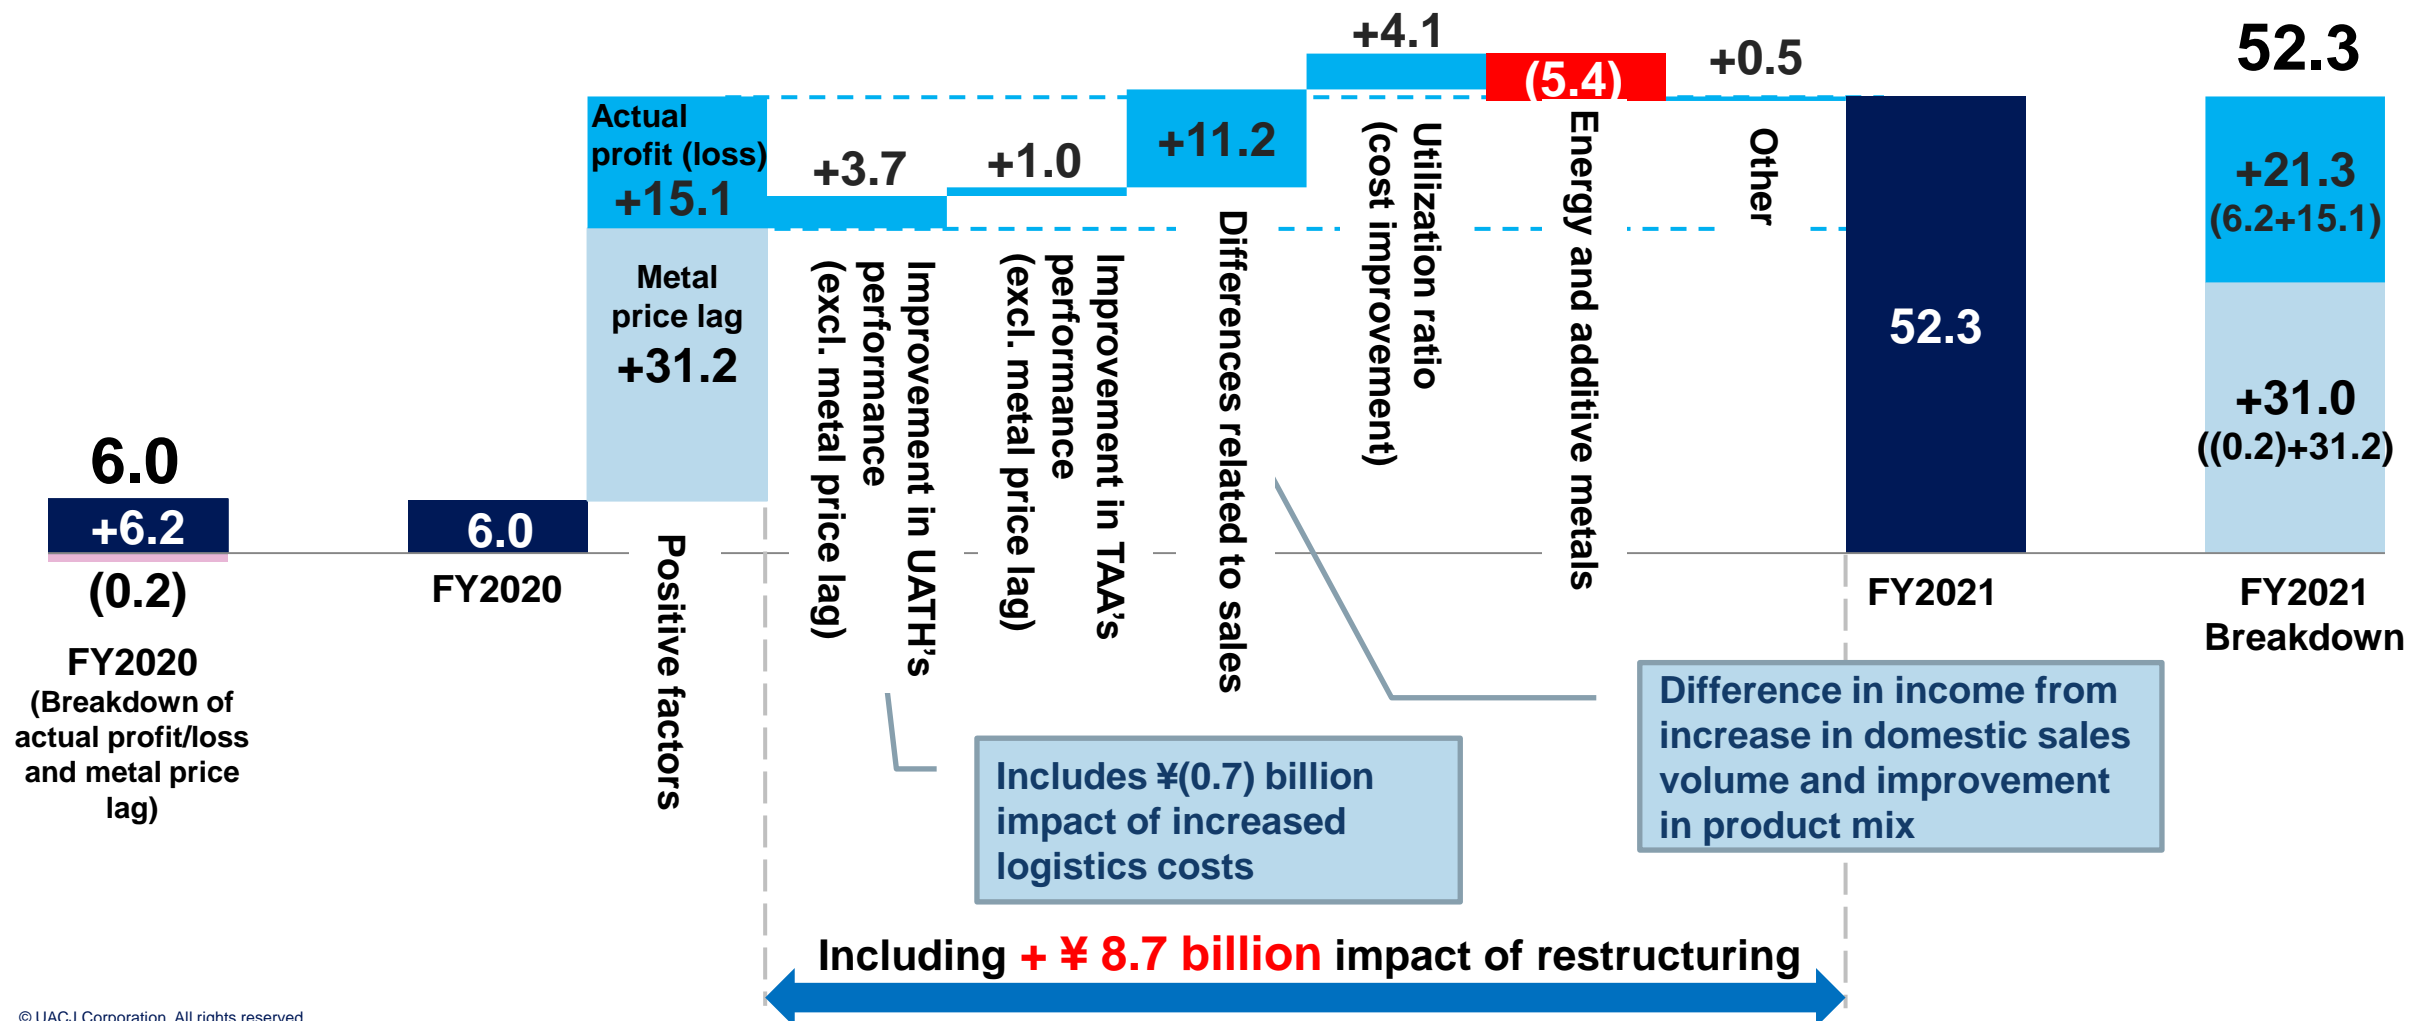 6.0
+6.2
(0.2)
FY2020
(Breakdown of
actual profit/loss
and metal price
lag)
6.0
FY2020
Actual
profit (loss)
+15.1
Metal
price lag
+31.2
Positive factors
+3.7
Improvement in UATH's
performance
(excl. metal price lag)
+1.0
Improvement in TAA's
performance
(excl. metal price lag)
+11.2
Differences related to sales
+4.1
Utilization ratio
(cost improvement)
(5.4)
Energy and additive metals
+0.5
Other
52.3
FY2021
52.3
+21.3
(6.2+15.1)
+31.0
((0.2)+31.2)
FY2021
Breakdown
Includes ¥(0.7) billion
impact of increased
logistics costs
Difference in income from
increase in domestic sales
volume and improvement
in product mix
Including + ¥ 8.7 billion impact of restructuring
© UACJ Corporation. All rights reserved